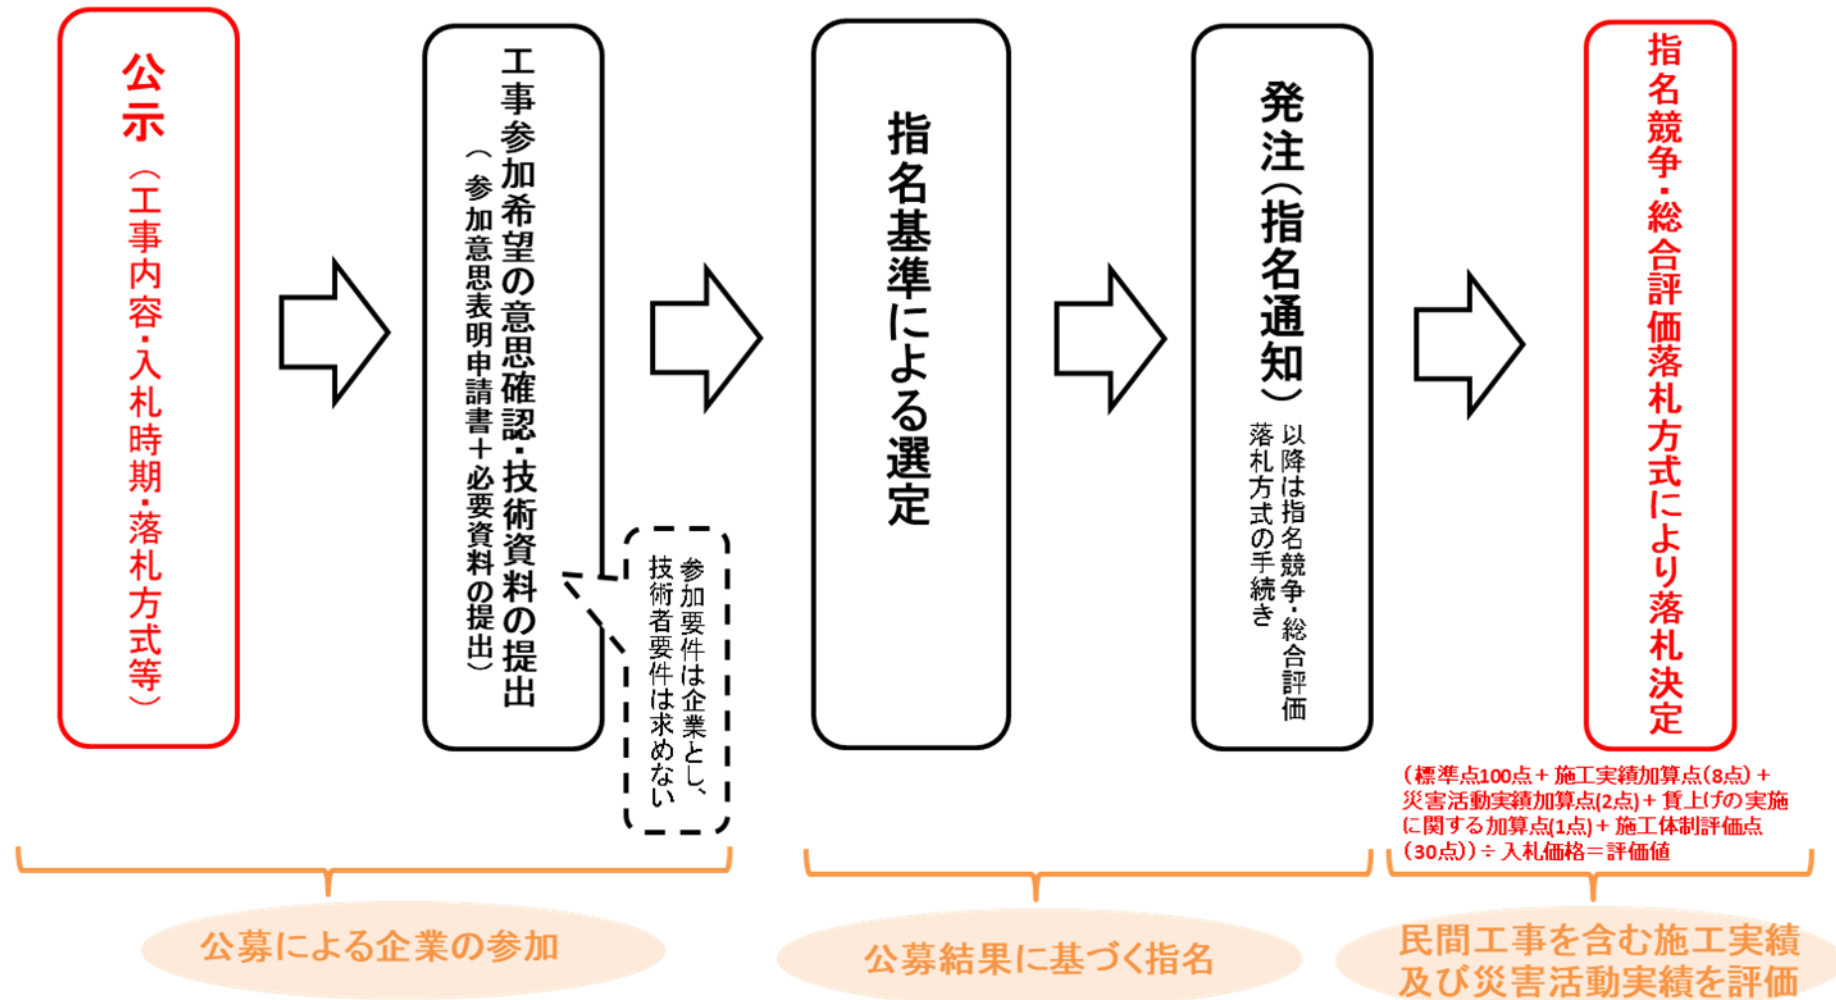 公示（工事内容・入札時期・落札方式等）
工事参加希望の意思確認・技術資料の提出
（参加意思表明申請書＋必要資料の提出）
参加要件は企業とし、
技術者要件は求めない
指名基準による選定
発注（指名通知）
以降は指名競争・総合評価
落札方式の手続き
指名競争・総合評価落札方式により落札決定
（標準点100点＋施工実績加算点(8点)＋
災害活動実績加算点(2点)＋賃上げの実施
に関する加算点(1点)＋施工体制評価点
（30点））÷入札価格＝評価値
公募による企業の参加
公募結果に基づく指名
民間工事を含む施工実績
及び災害活動実績を評価